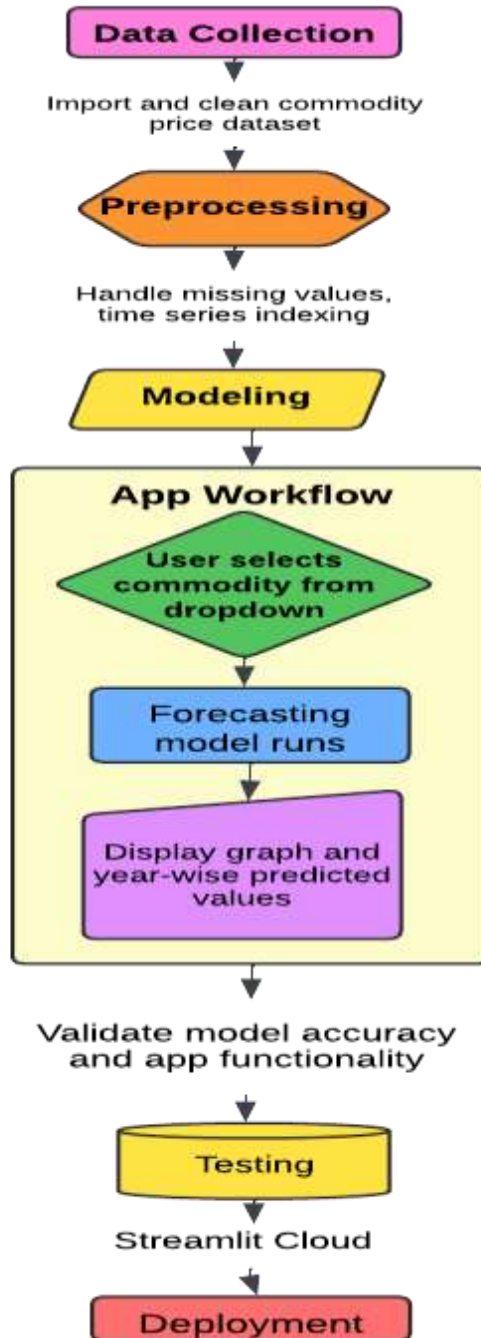 Data Collection
Import and clean commodity
price dataset
Preprocessing
Handle missing values,
time series indexing
Modeling
App Workflow
User selects
commodity from
dropdown
Forecasting
model runs
Display graph and
year-wise predicted
values
Validate model accuracy
and app functionality
Testing
Streamlit Cloud
Deployment